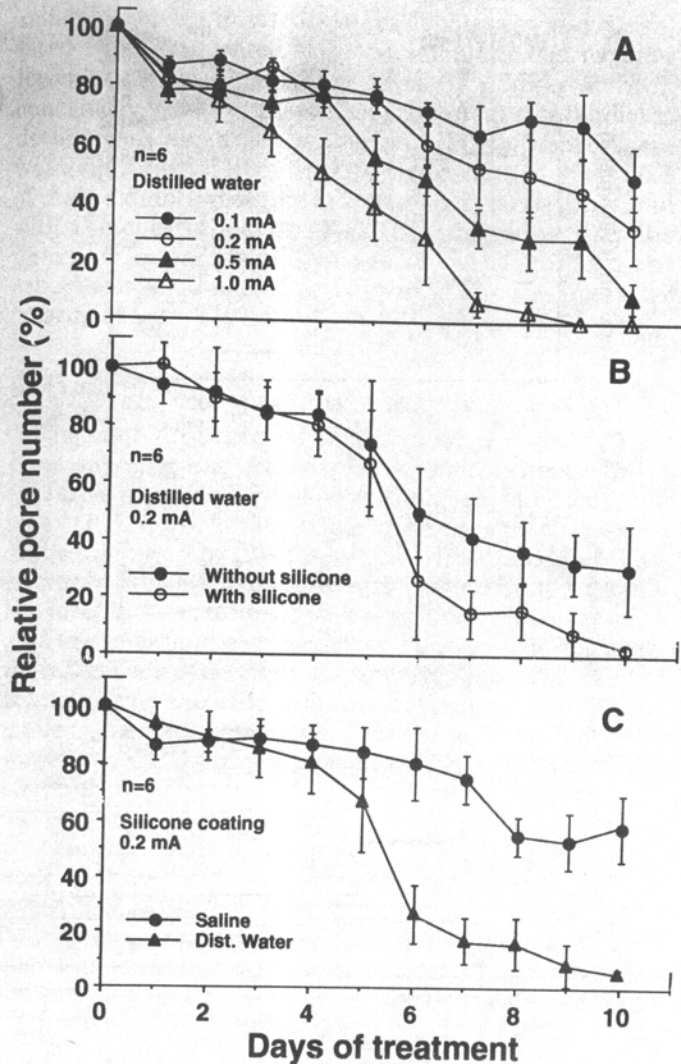 Relative pore number (%)
A
100
80
60
40
20
0
n=6
Distilled water
0.1 mA
0.2 mA
0.5 mA
1.0 mA
B
100
80
60
40
20
0
n=6
Distilled water
0.2 mA
Without silicone
With silicone
C
100
80
60
40
20
0
n=6
Silicone coating
0.2 mA
Saline
Dist. Water
0
2
4
6
8
10
Days of treatment